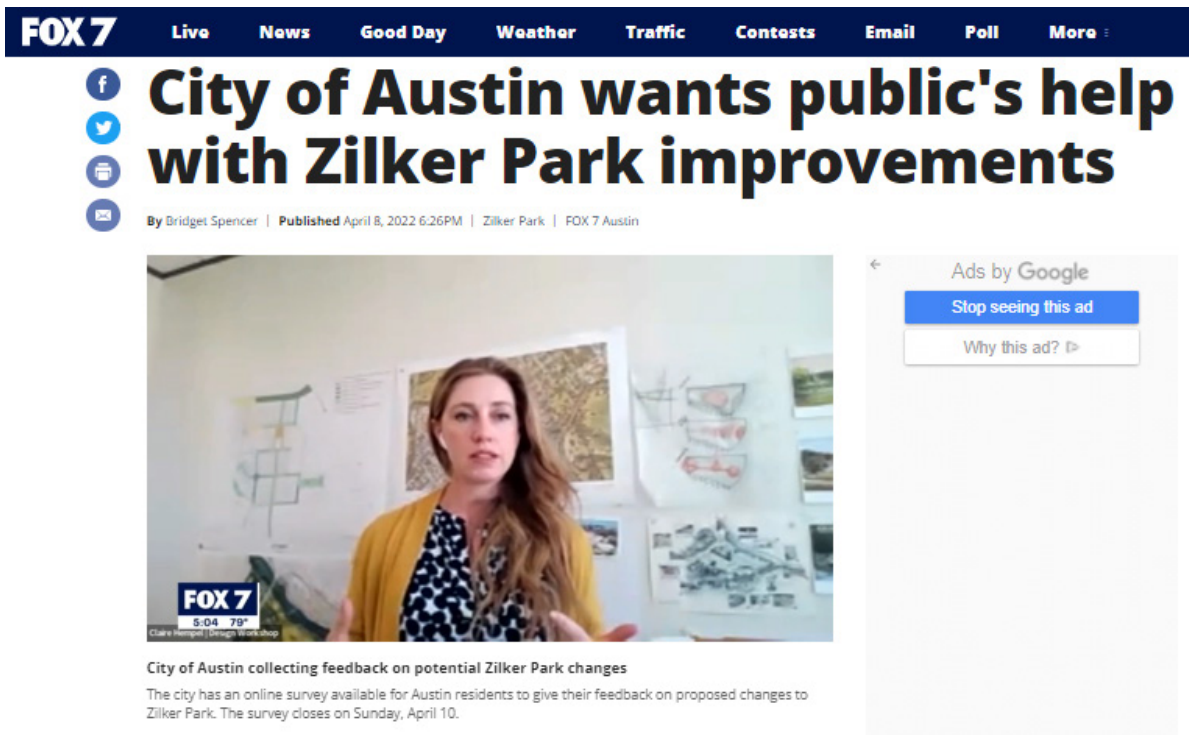 FOX 7 Live News Good Day Weather Traffic Contests Email Poll More
City of Austin wants public's help
with Zilker Park improvements
By Bridget Spencer | Published April 8, 2022 6:26PM | Zilker Park | FOX 7 Austin
Ads by Google
Stop seeing this ad
Why this ad?
FOX 7
5:04 79°
Claire Hempel | Design Workshop
City of Austin collecting feedback on potential Zilker Park changes
The city has an online survey available for Austin residents to give their feedback on proposed changes to
Zilker Park. The survey closes on Sunday, April 10.